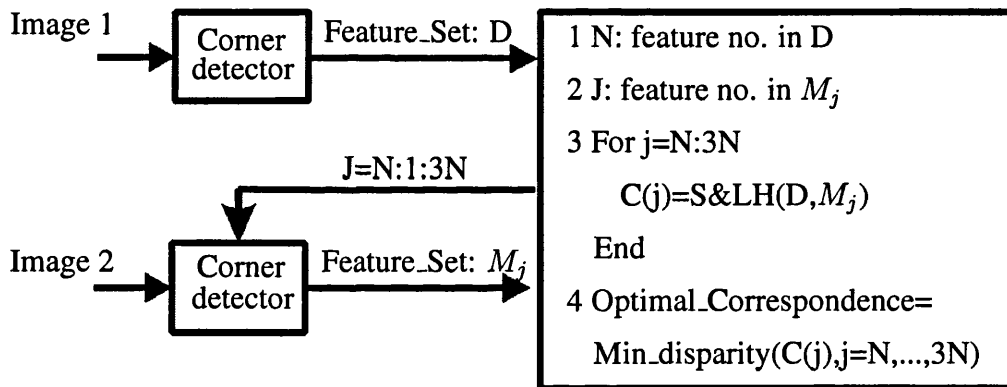 Image 1
Corner
detector
Feature_Set: D
J=N:1:3N
Image 2
Corner
detector
Feature_Set: M_j
1 N: feature no. in D
2 J: feature no. in M_j
3 For j=N:3N
C(j)=S&LH(D,M_j)
End
4 Optimal_Correspondence=
Min_disparity(C(j),j=N,...,3N)